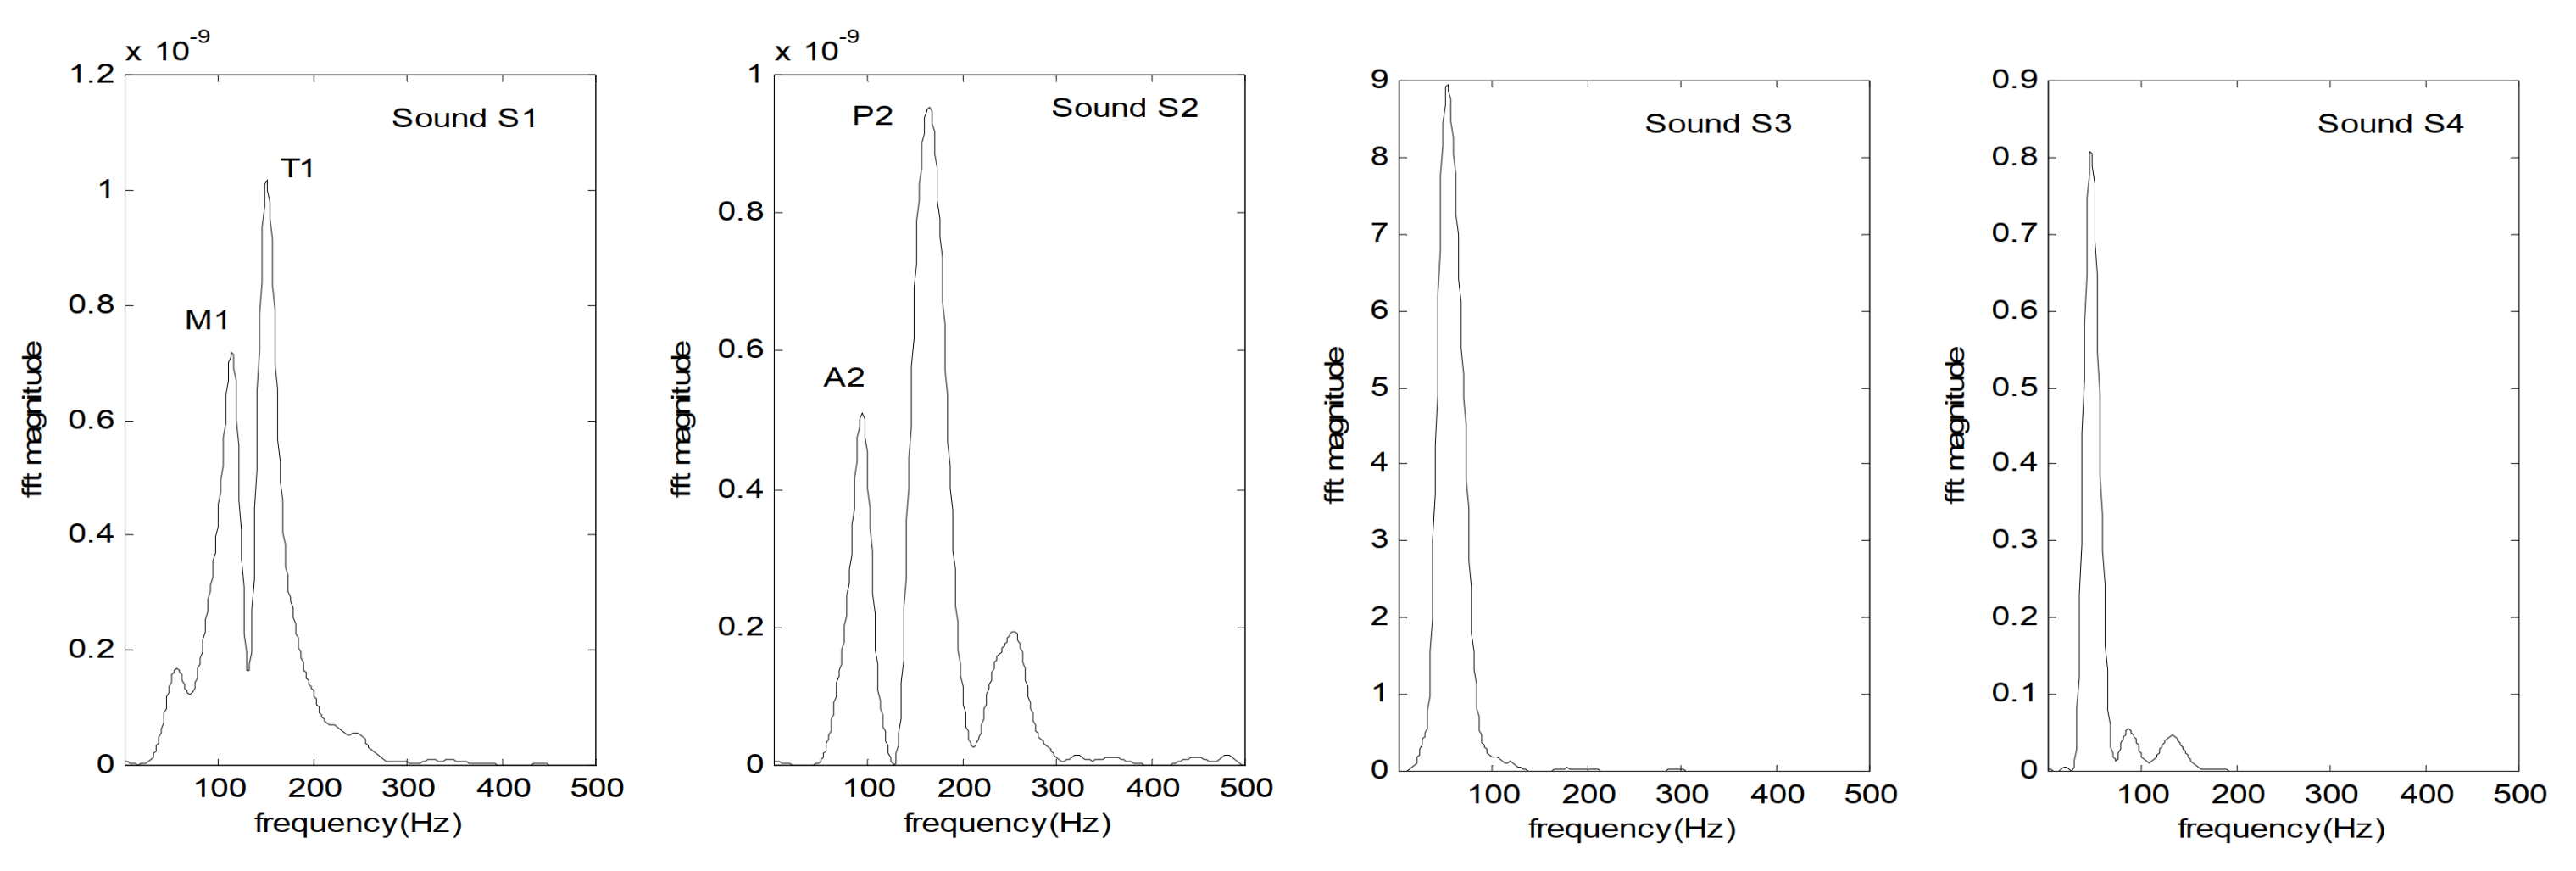 x 10-9
1.2
1
0.8
0.6
0.4
0.2
0
100 200 300 400 500
frequency(Hz)
fft magnitude
Sound S1
M1
T1
x 10-9
1
0.8
0.6
0.4
0.2
0
100 200 300 400 500
frequency(Hz)
fft magnitude
Sound S2
P2
A2
9
8
7
6
5
4
3
2
1
0
100 200 300 400 500
frequency(Hz)
fft magnitude
Sound S3
0.9
0.8
0.7
0.6
0.5
0.4
0.3
0.2
0.1
0
100 200 300 400 500
frequency(Hz)
fft magnitude
Sound S4